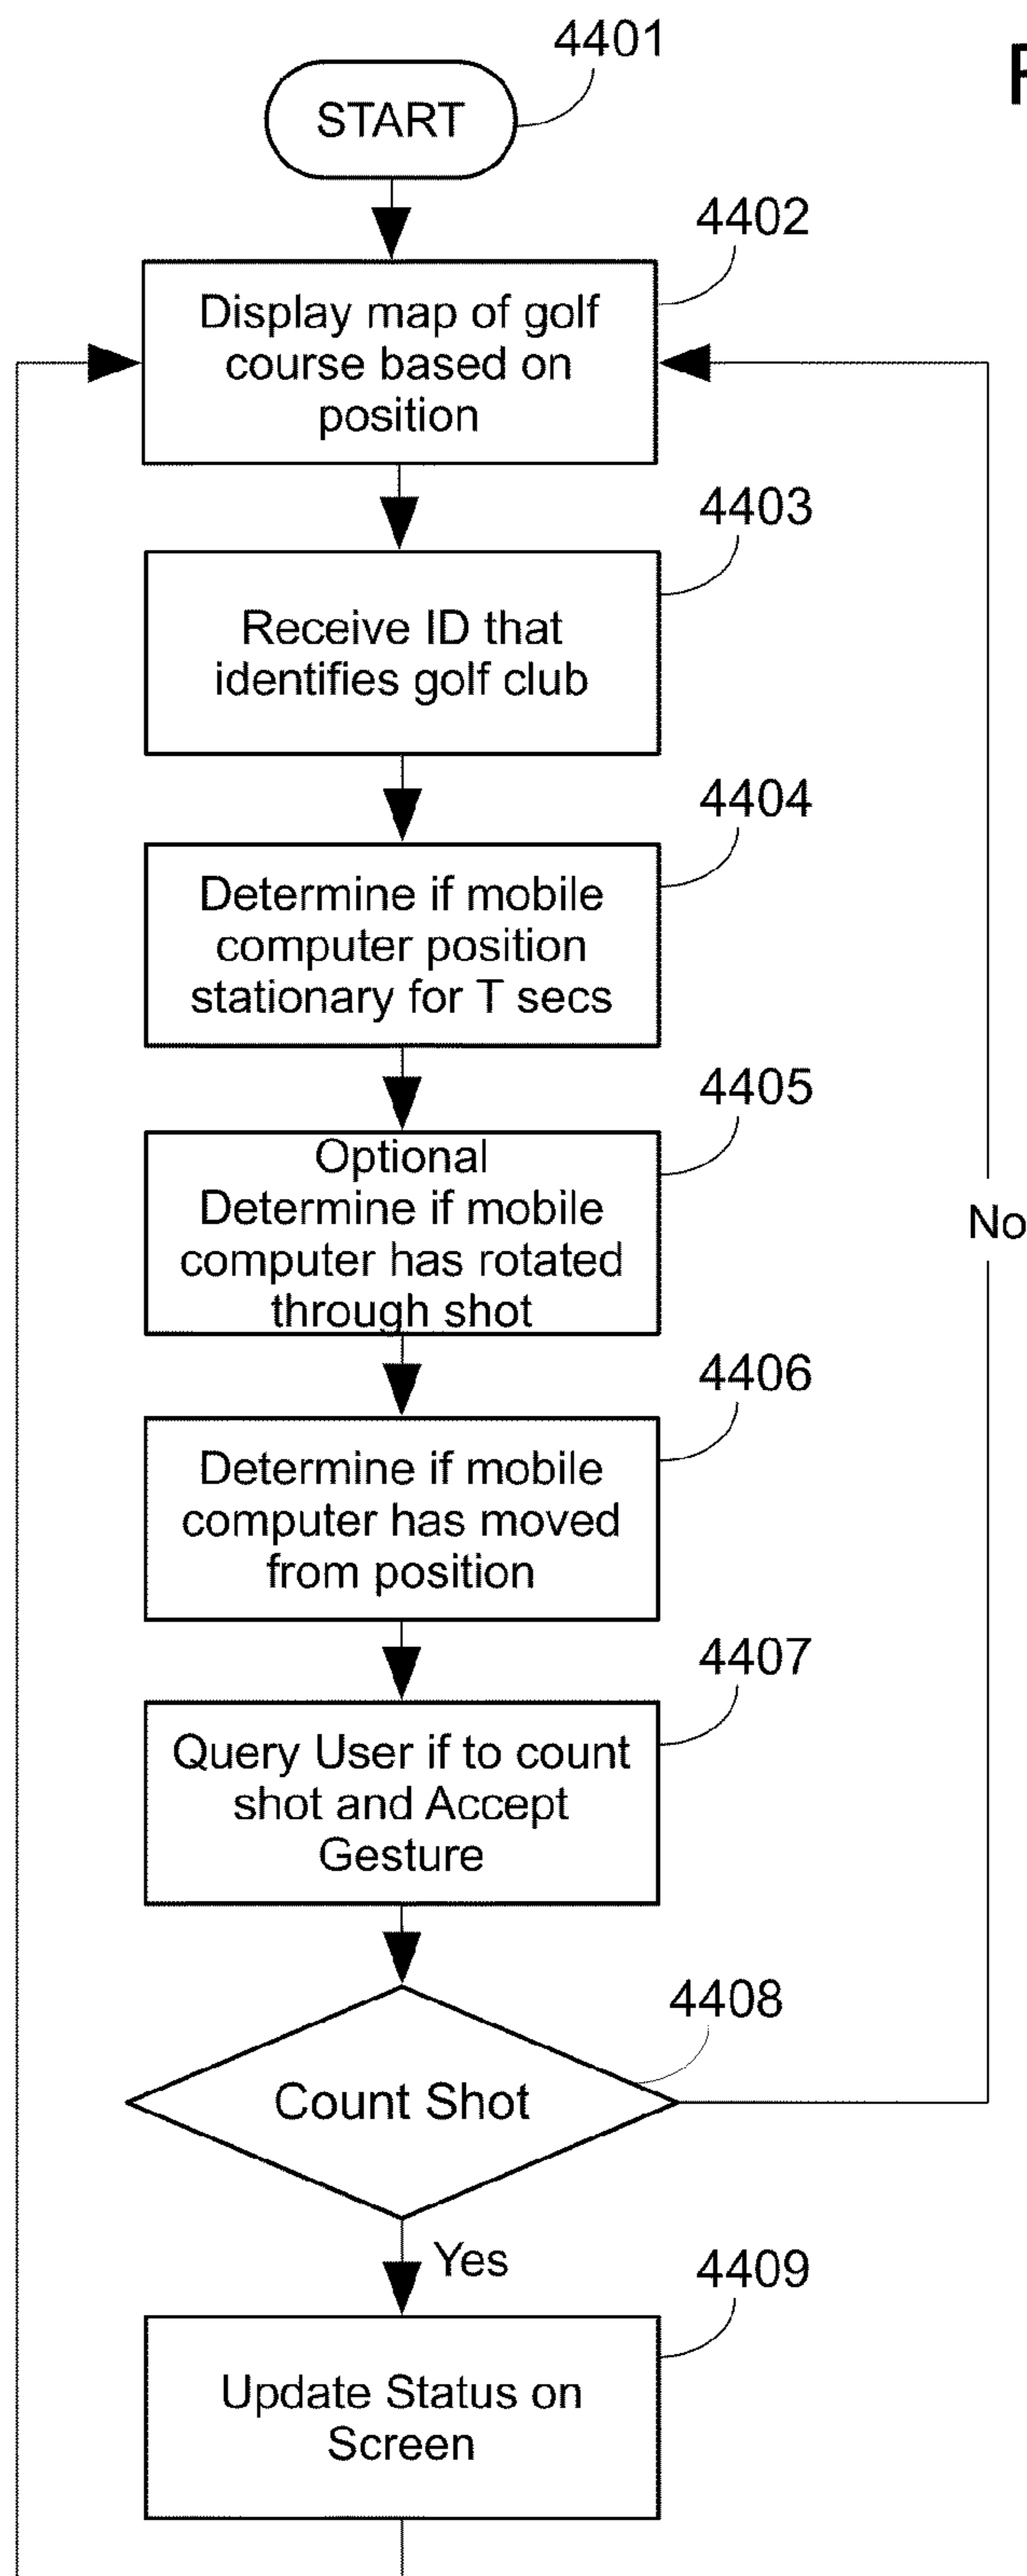 4401
START
4402
Display map of golf
course based on
position
4403
Receive ID that
identifies golf club
4404
Determine if mobile
computer position
stationary for T secs
4405
Optional
Determine if mobile
computer has rotated
through shot
No
4406
Determine if mobile
computer has moved
from position
4407
Query User if to count
shot and Accept
Gesture
4408
Count Shot
Yes
4409
Update Status on
Screen